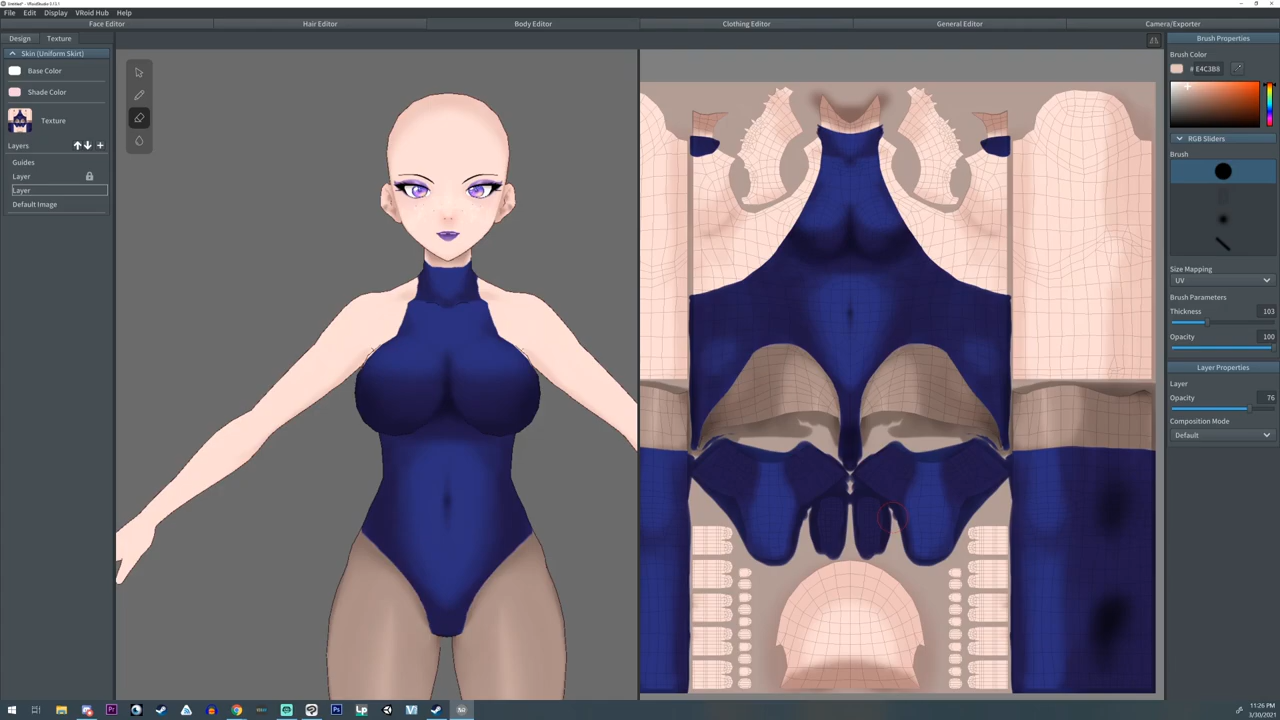 File Edit Display VRoid Hub Help
Face Editor Hair Editor Body Editor Clothing Editor General Editor Camera/Exporter
Design Texture
Skin (Uniform Skirt)
Base Color
Shade Color
Texture
Layers
Guides
Layer
Layer
Default Image
Brush Properties
Brush Color
# E4C3B8
RGB Sliders
Brush
Size Mapping
UV
Brush Parameters
Thickness 103
Opacity 100
Layer Properties
Layer
Opacity 76
Composition Mode
Default
11:26 PM
3/30/2021